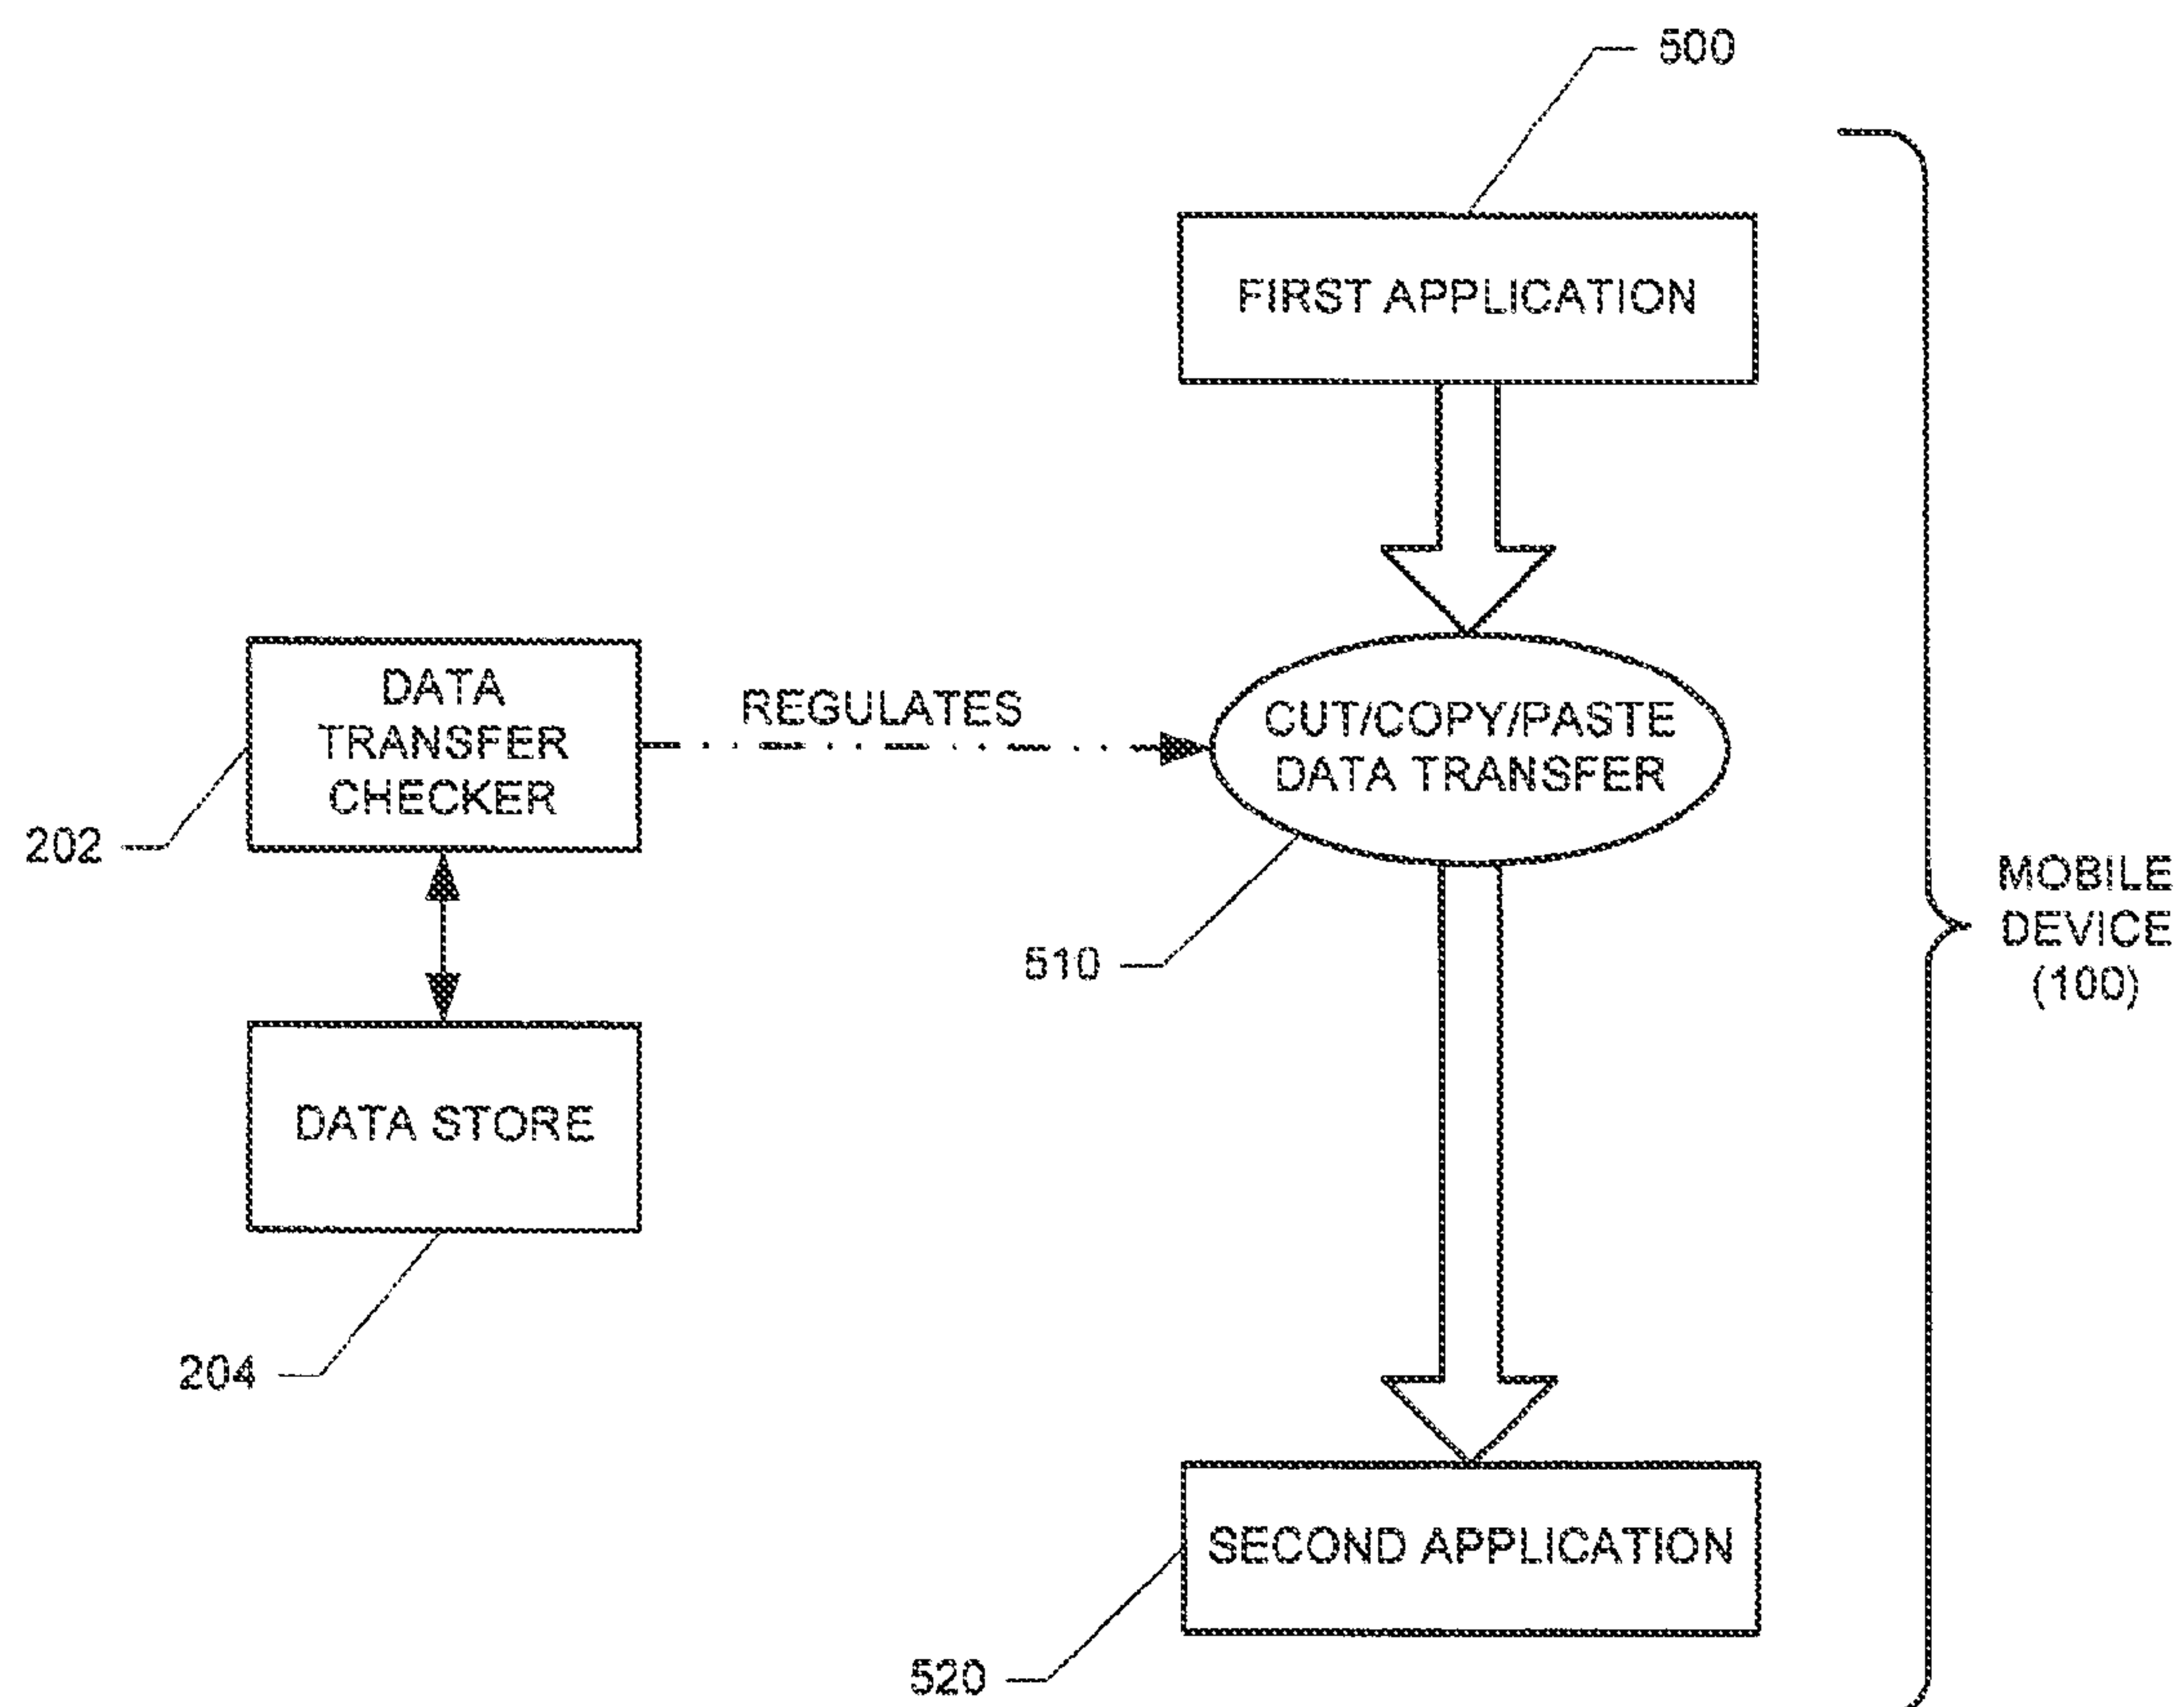 500
FIRST APPLICATION
DATA
TRANSFER
CHECKER
REGULATES
CUT/COPY/PASTE
DATA TRANSFER
202
510
MOBILE
DEVICE
(100)
DATA STORE
204
SECOND APPLICATION
520